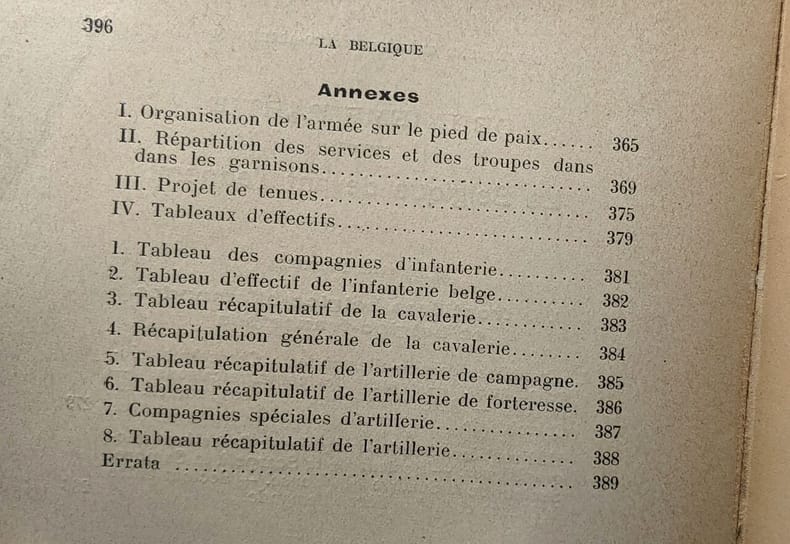 396
LA BELGIQUE
Annexes
I. Organisation de l'armée sur le pied de paix...... 365
II. Répartition des services et des troupes dans
dans les garnisons.............................. 369
III. Projet de tenues.............................. 375
IV. Tableaux d'effectifs............................ 379
1. Tableau des compagnies d'infanterie.......... 381
2. Tableau d'effectif de l'infanterie belge.......... 382
3. Tableau récapitulatif de la cavalerie............ 383
4. Récapitulation générale de la cavalerie........ 384
5. Tableau récapitulatif de l'artillerie de campagne. 385
6. Tableau récapitulatif de l'artillerie de forteresse. 386
7. Compagnies spéciales d'artillerie................ 387
8. Tableau récapitulatif de l'artillerie.............. 388
Errata ............................................ 389